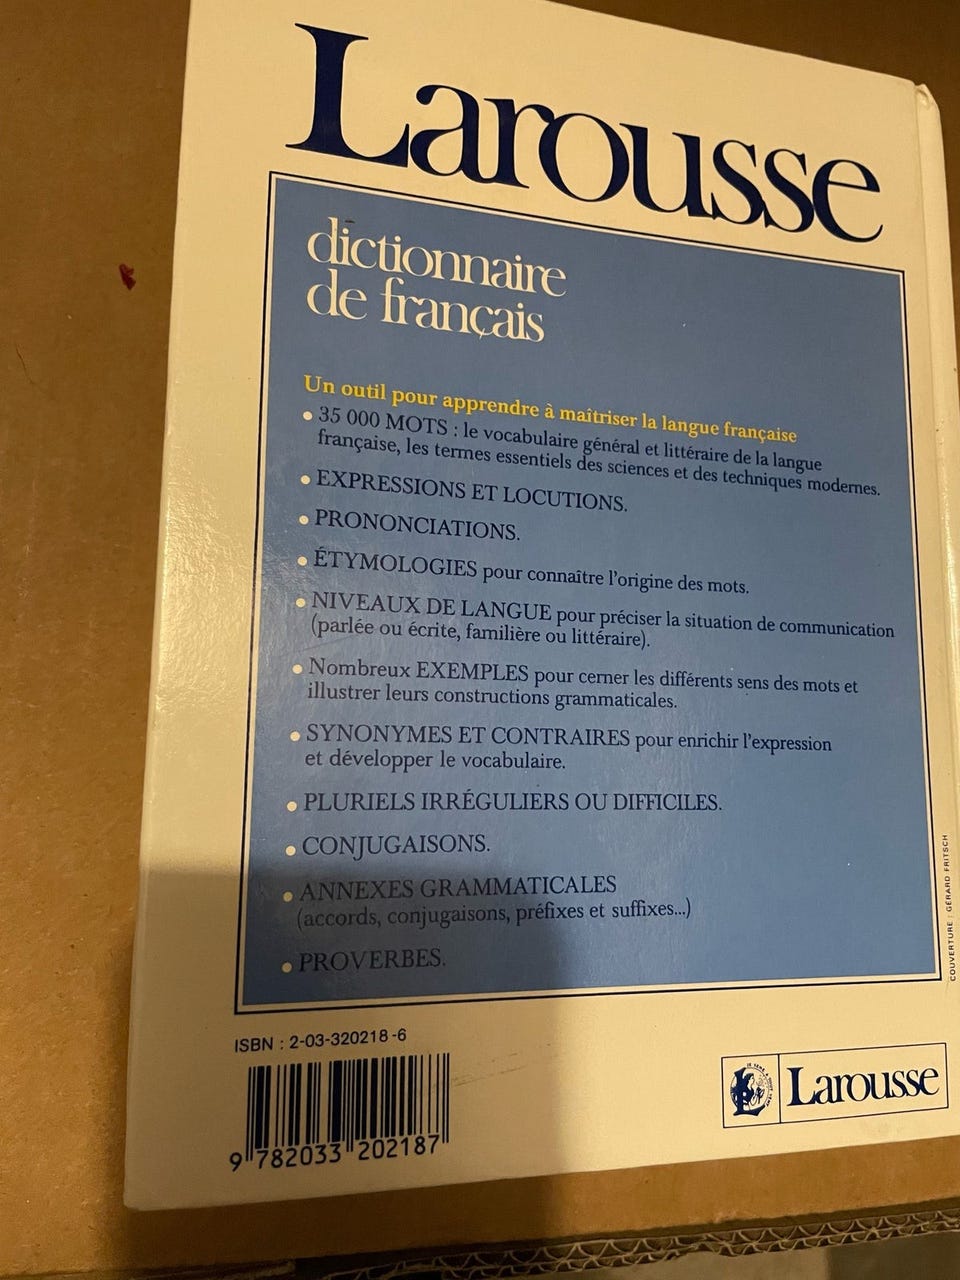 Larousse
dictionnaire
de français
Un outil pour apprendre à maîtriser la langue française
• 35 000 MOTS : le vocabulaire général et littéraire de la langue
française, les termes essentiels des sciences et des techniques modernes.
• EXPRESSIONS ET LOCUTIONS.
• PRONONCIATIONS.
• ÉTYMOLOGIES pour connaître l'origine des mots.
• NIVEAUX DE LANGUE pour préciser la situation de communication
(parlée ou écrite, familière ou littéraire).
• Nombreux EXEMPLES pour cerner les différents sens des mots et
illustrer leurs constructions grammaticales.
• SYNONYMES ET CONTRAIRES pour enrichir l'expression
et développer le vocabulaire.
• PLURIELS IRRÉGULIERS OU DIFFICILES.
• CONJUGAISONS.
• ANNEXES GRAMMATICALES
(accords, conjugaisons, préfixes et suffixes...)
• PROVERBES.
COUVERTURE : GÉRARD FRITSCH
ISBN : 2-03-320218-6
9 782033 202187
Larousse